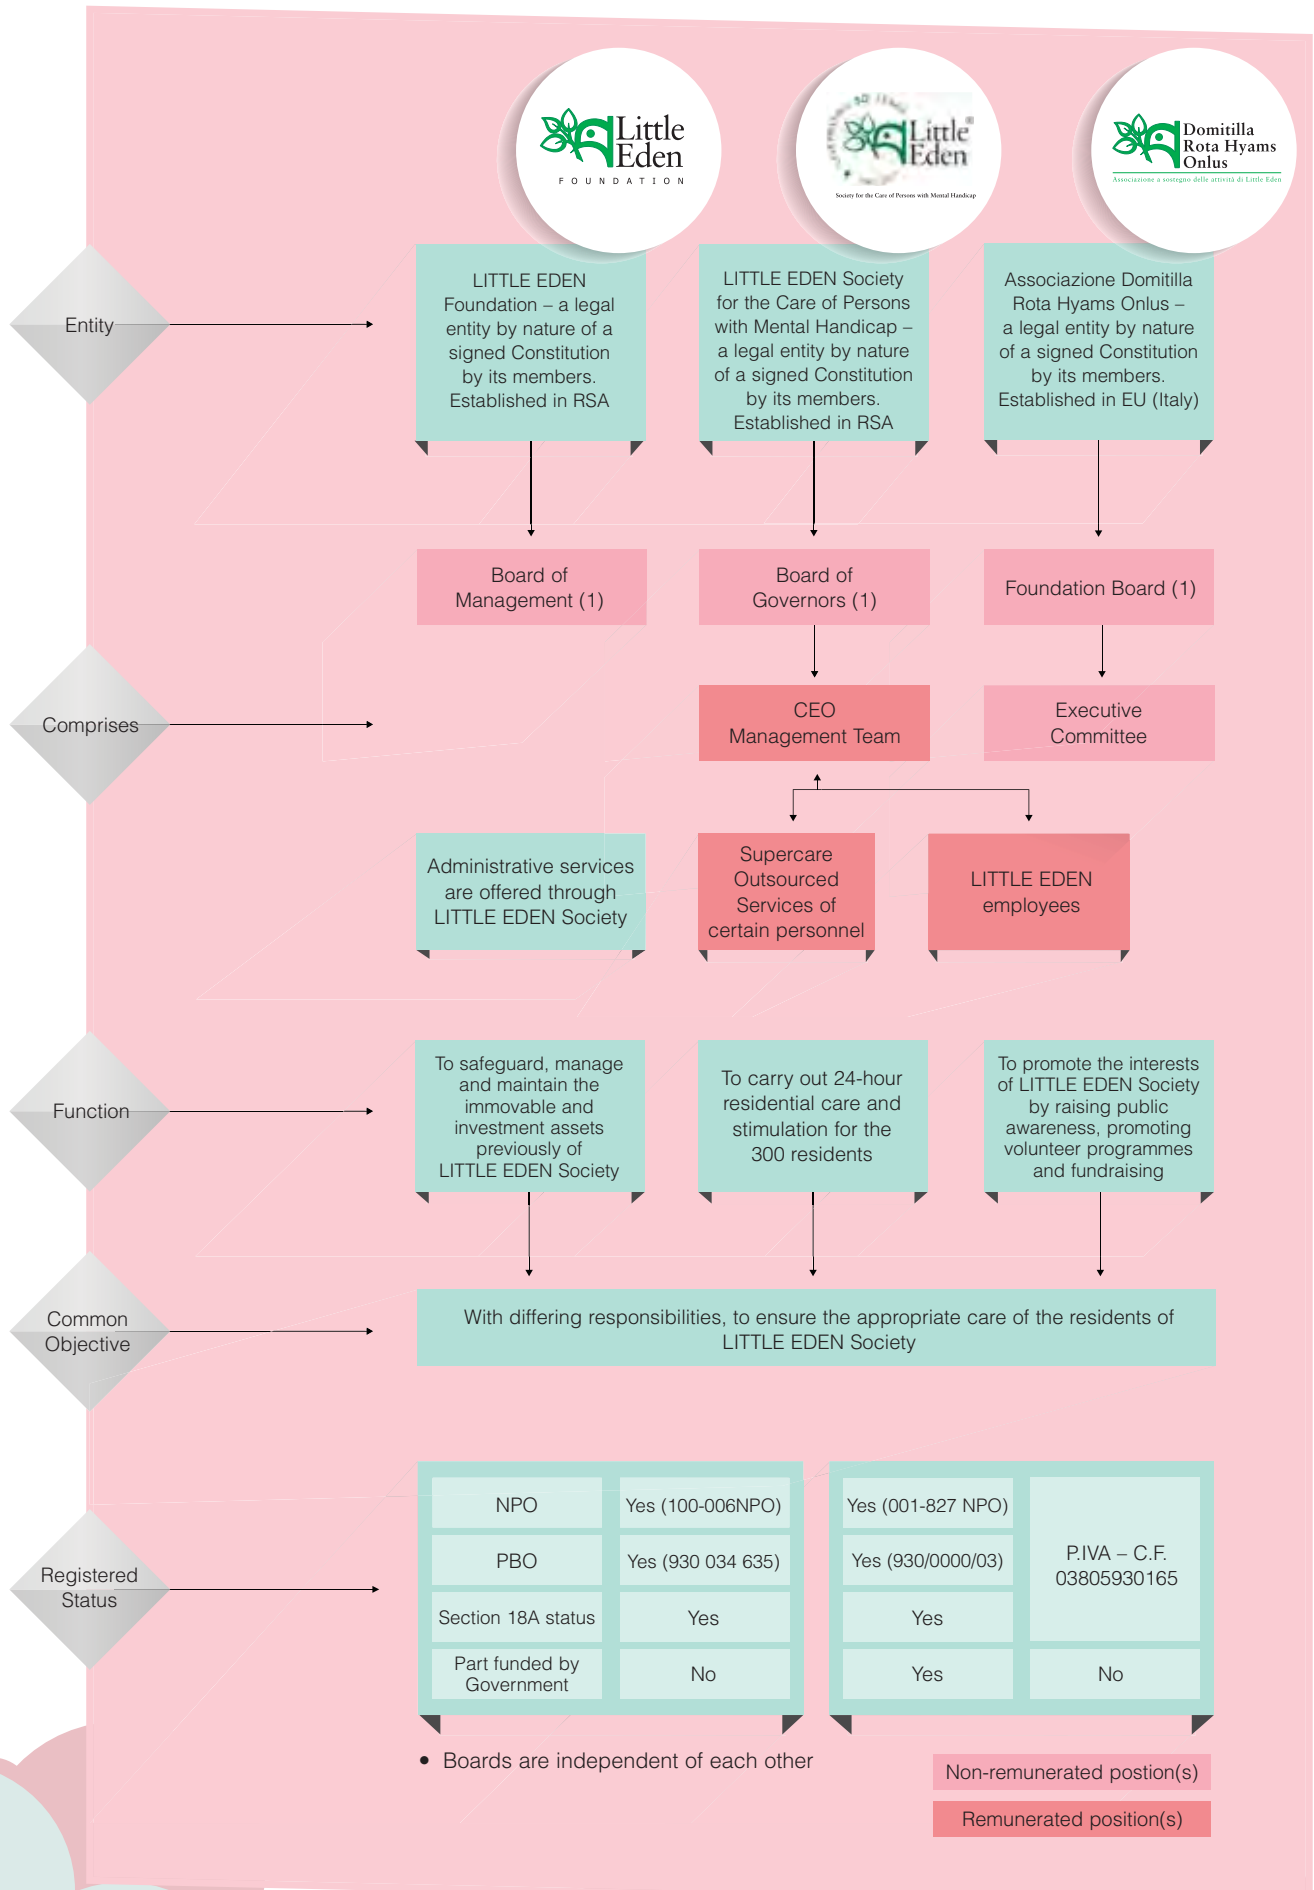 Little
Eden
FOUNDATION
Little
Eden
®
Society for the Care of Persons with Mental Handicap
Domitilla
Rota Hyams
Onlus
Associazione a sostegno delle attività di Little Eden
Entity
LITTLE EDEN
Foundation – a legal
entity by nature of a
signed Constitution
by its members.
Established in RSA
LITTLE EDEN Society
for the Care of Persons
with Mental Handicap –
a legal entity by nature
of a signed Constitution
by its members.
Established in RSA
Associazione Domitilla
Rota Hyams Onlus –
a legal entity by nature
of a signed Constitution
by its members.
Established in EU (Italy)
Board of
Management (1)
Board of
Governors (1)
Foundation Board (1)
Comprises
CEO
Management Team
Executive
Committee
Administrative services
are offered through
LITTLE EDEN Society
Supercare
Outsourced
Services of
certain personnel
LITTLE EDEN
employees
Function
To safeguard, manage
and maintain the
immovable and
investment assets
previously of
LITTLE EDEN Society
To carry out 24-hour
residential care and
stimulation for the
300 residents
To promote the interests
of LITTLE EDEN Society
by raising public
awareness, promoting
volunteer programmes
and fundraising
Common
Objective
With differing responsibilities, to ensure the appropriate care of the residents of
LITTLE EDEN Society
Registered
Status
NPO
Yes (100-006NPO)
Yes (001-827 NPO)
PBO
Yes (930 034 635)
Yes (930/0000/03)
P.IVA – C.F.
03805930165
Section 18A status
Yes
Yes
Part funded by
Government
No
Yes
No
• Boards are independent of each other
Non-remunerated postion(s)
Remunerated position(s)